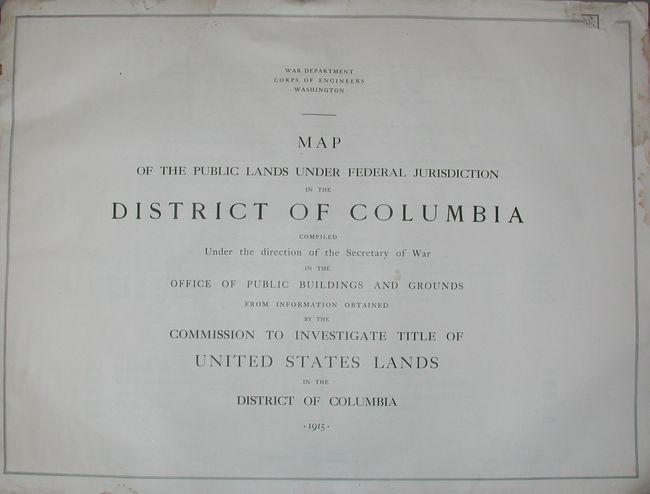 WAR DEPARTMENT
CORPS OF ENGINEERS
WASHINGTON
MAP
OF THE PUBLIC LANDS UNDER FEDERAL JURISDICTION
IN THE
DISTRICT OF COLUMBIA
COMPILED
Under the direction of the Secretary of War
IN THE
OFFICE OF PUBLIC BUILDINGS AND GROUNDS
FROM INFORMATION OBTAINED
BY THE
COMMISSION TO INVESTIGATE TITLE OF
UNITED STATES LANDS
IN THE
DISTRICT OF COLUMBIA
·1915·